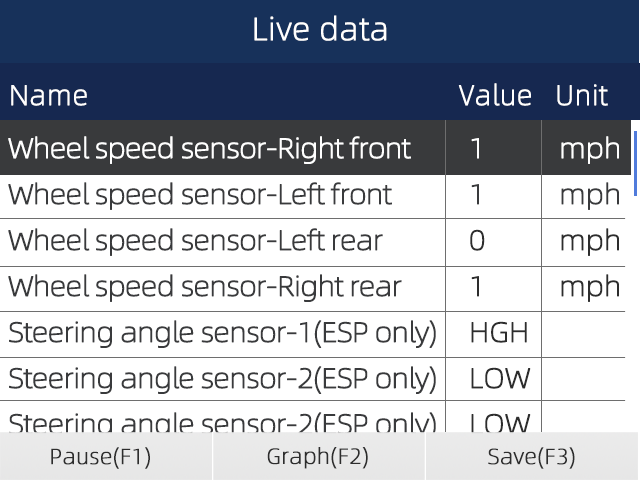 Live data
Name Value Unit
Wheel speed sensor-Right front 1 mph
Wheel speed sensor-Left front 1 mph
Wheel speed sensor-Left rear 0 mph
Wheel speed sensor-Right rear 1 mph
Steering angle sensor-1(ESP only) HGH
Steering angle sensor-2(ESP only) LOW
Steering angle sensor-2(ESP only) LOW
Pause(F1) Graph(F2) Save(F3)